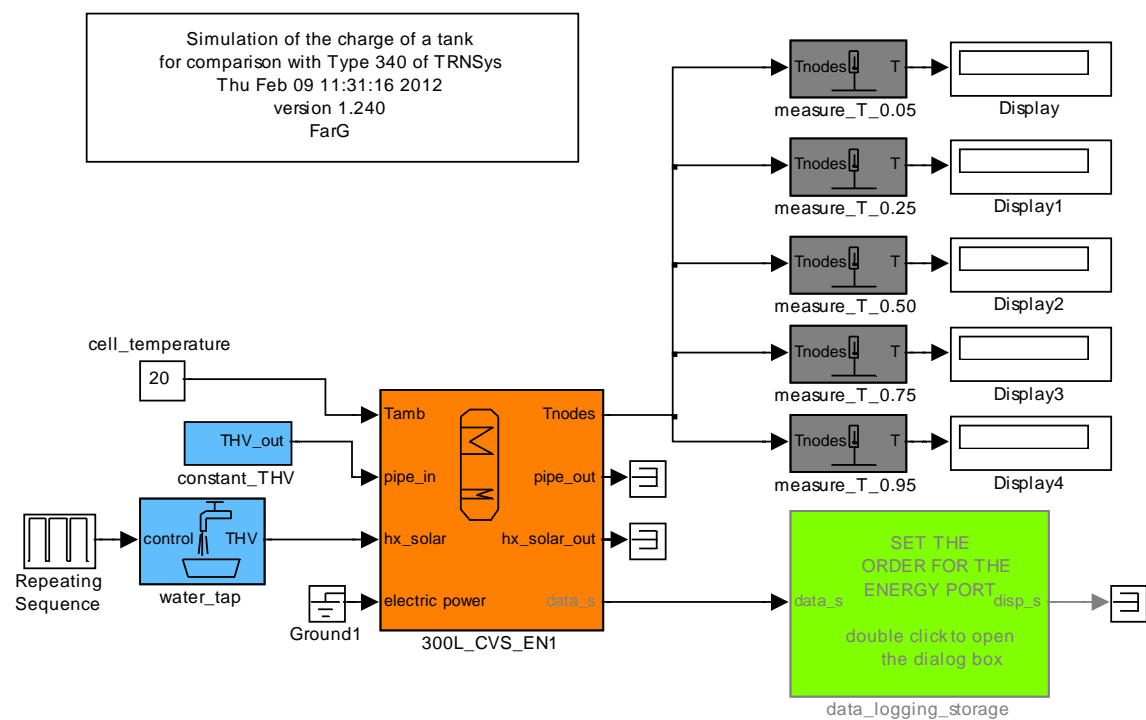 Simulation of the charge of a tank
for comparison with Type 340 of TRNSys
Thu Feb 09 11:31:16 2012
version 1.240
FarG
Tnodes T
measure_T_0.05
Display
Tnodes T
measure_T_0.25
Display1
Tnodes T
measure_T_0.50
Display2
Tnodes T
measure_T_0.75
Display3
Tnodes T
measure_T_0.95
Display4
cell_temperature
20
THV_out
constant_THV
control THV
water_tap
Repeating
Sequence
Ground1
Tamb Tnodes
pipe_in pipe_out
hx_solar hx_solar_out
electric power data_s
300L_CVS_EN1
SET THE
ORDER FOR THE
ENERGY PORT
data_s disp_s
double click to open
the dialog box
data_logging_storage